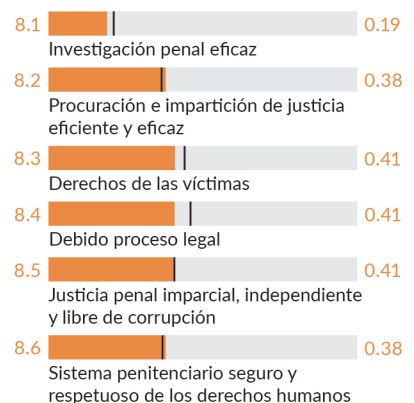 8.1 0.19
Investigación penal eficaz
8.2 0.38
Procuración e impartición de justicia
eficiente y eficaz
8.3 0.41
Derechos de las víctimas
8.4 0.41
Debido proceso legal
8.5 0.41
Justicia penal imparcial, independiente
y libre de corrupción
8.6 0.38
Sistema penitenciario seguro y
respetuoso de los derechos humanos